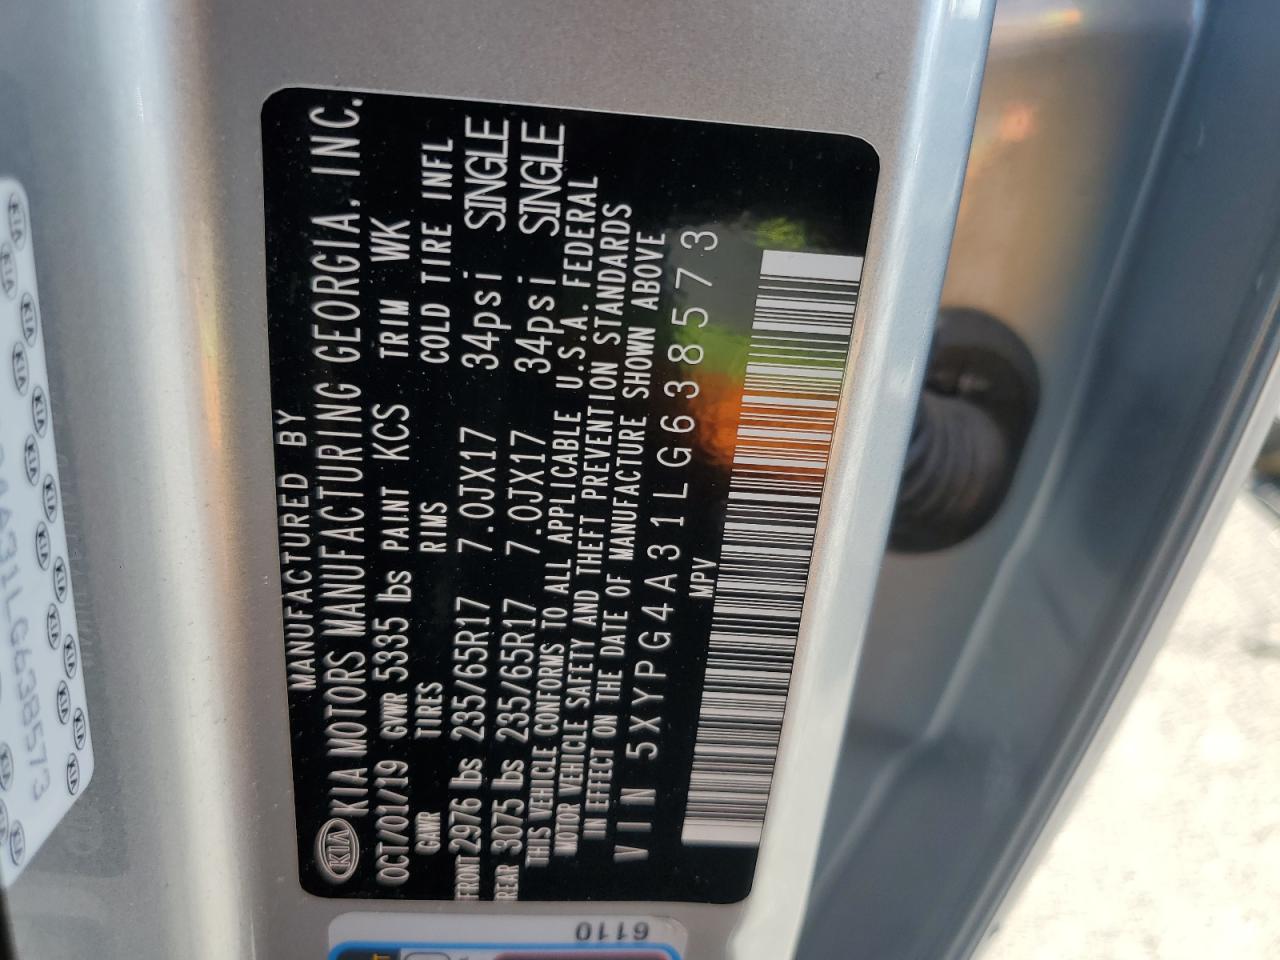 MANUFACTURED BY
KIA KIA MOTORS MANUFACTURING GEORGIA, INC.
OCT/01/19 GVWR 5335 lbs PAINT KCS TRIM WK
GAWR TIRES RIMS COLD TIRE INFL
FRONT 2976 lbs 235/65R17 7.0JX17 34psi SINGLE
REAR 3075 lbs 235/65R17 7.0JX17 34psi SINGLE
THIS VEHICLE CONFORMS TO ALL APPLICABLE U.S.A. FEDERAL
MOTOR VEHICLE SAFETY AND THEFT PREVENTION STANDARDS
IN EFFECT ON THE DATE OF MANUFACTURE SHOWN ABOVE
VIN 5XYPG4A31LG638573
MPV
6110